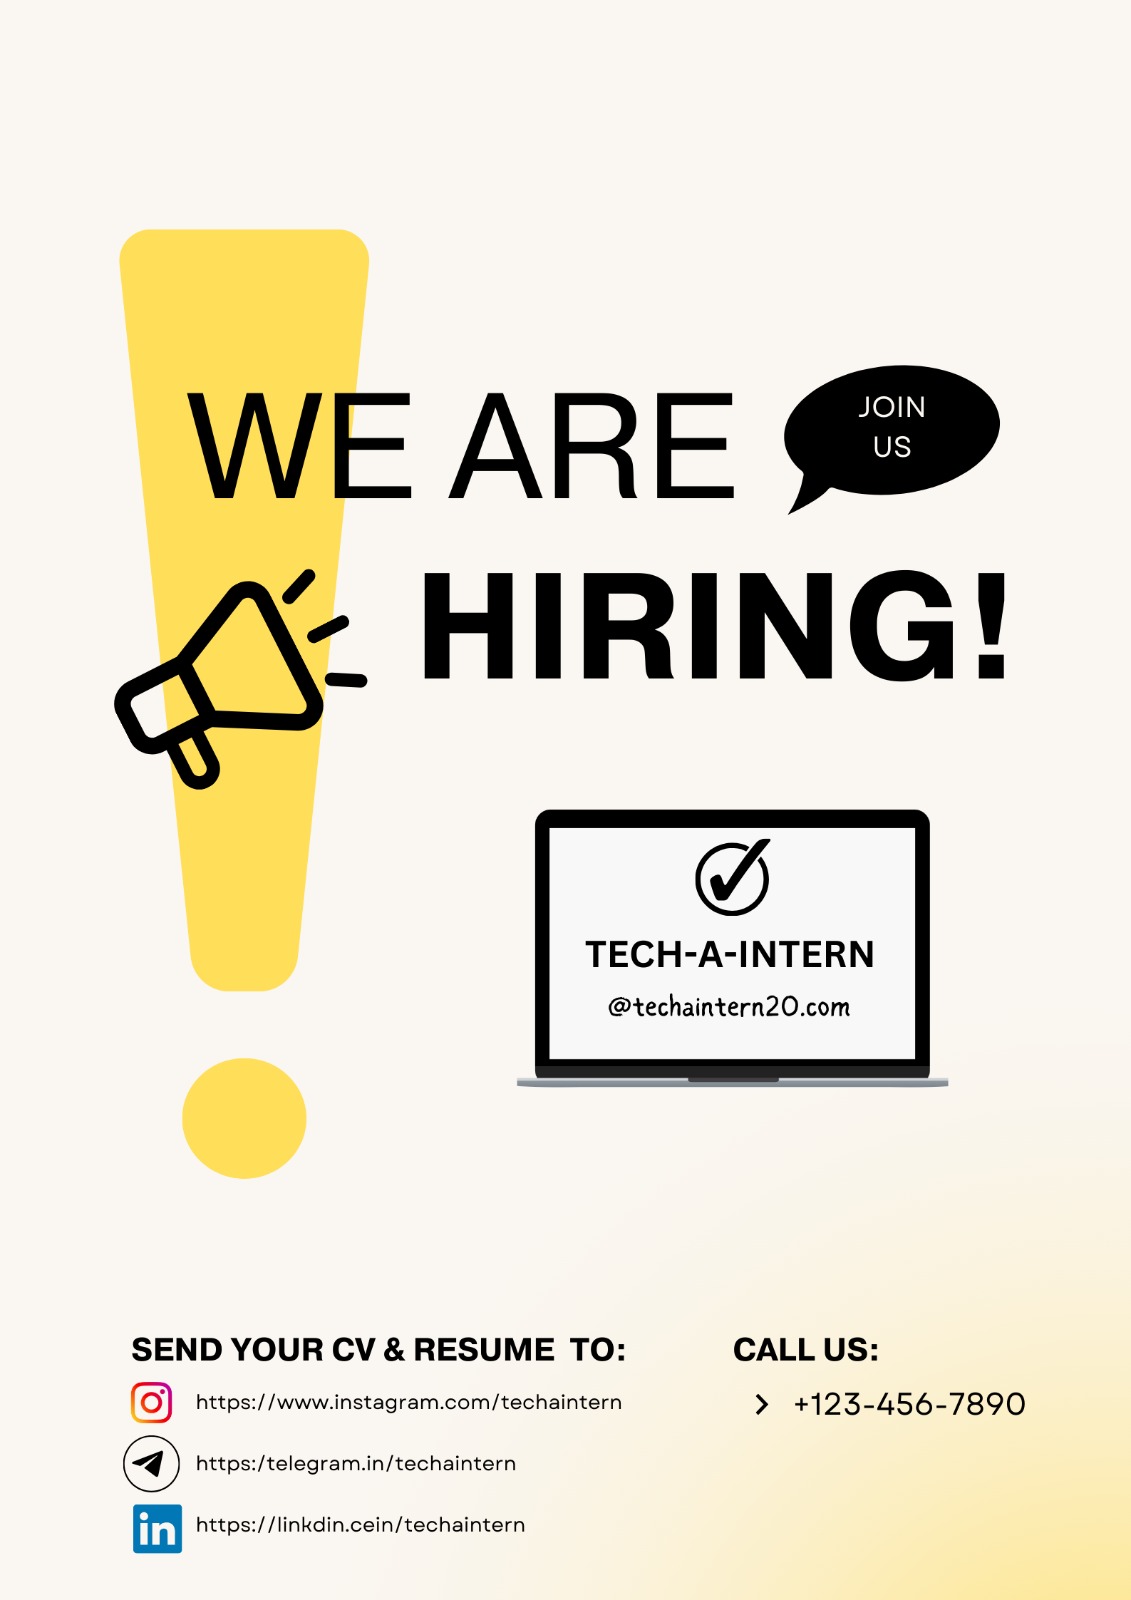 WE ARE
JOIN
US
HIRING!
TECH-A-INTERN
@techaintern20.com
SEND YOUR CV & RESUME TO:
https://www.instagram.com/techaintern
https:/telegram.in/techaintern
https://linkdin.cein/techaintern
CALL US:
+123-456-7890